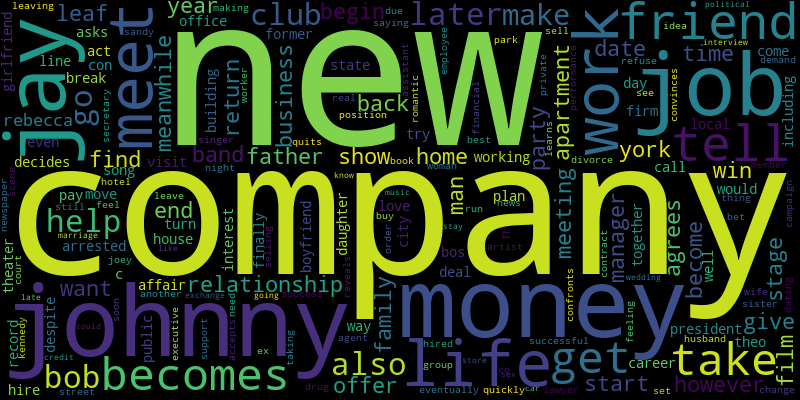 new
company
johnny
money
job
jay
life
meet
work
friend
tell
take
becomes
get
help
bob
also
make
later
club
begin
year
leaf
go
back
show
home
york
win
father
find
band
party
apartment
business
return
meanwhile
relationship
family
manager
meeting
agrees
become
stage
give
film
however
start
offer
want
end
man
time
date
firm
day
come
including
local
call
working
would
president
theo
career
plan
love
city
deal
boyfriend
daughter
interest
finally
affair
house
turn
song
visit
decides
rebecca
line
break
asks
act
con
office
former
state
building
singer
worker
night
hotel
pay
move
leave
still
feel
arrested
theater
court
newspaper
scene
marriage
joey
like
c
another
exchange
going
success
despite
public
executive
support
accepts
need
ex
taking
agent
way
hire
record
kennedy
late
soon
could
credit
street
drug
group
hired
eventually
quickly
car
lawyer
store
sex
co
successful
confronts
feeling
contract
together
well
wedding
wife
sister
husband
set
change
dating
thing
bet
campaign
member
divorce
performance
private
learns
sell
park
employee
interview
political
idea
refuse
see
convinces
demand
leaving
making
due
saying
girlfriend
secretary
sandy
even
real
position
quits
assistant
romantic
financial
best
try
book
know
woman
music
buy
order
run
news
stay
artist
n
bos
selling
reveals